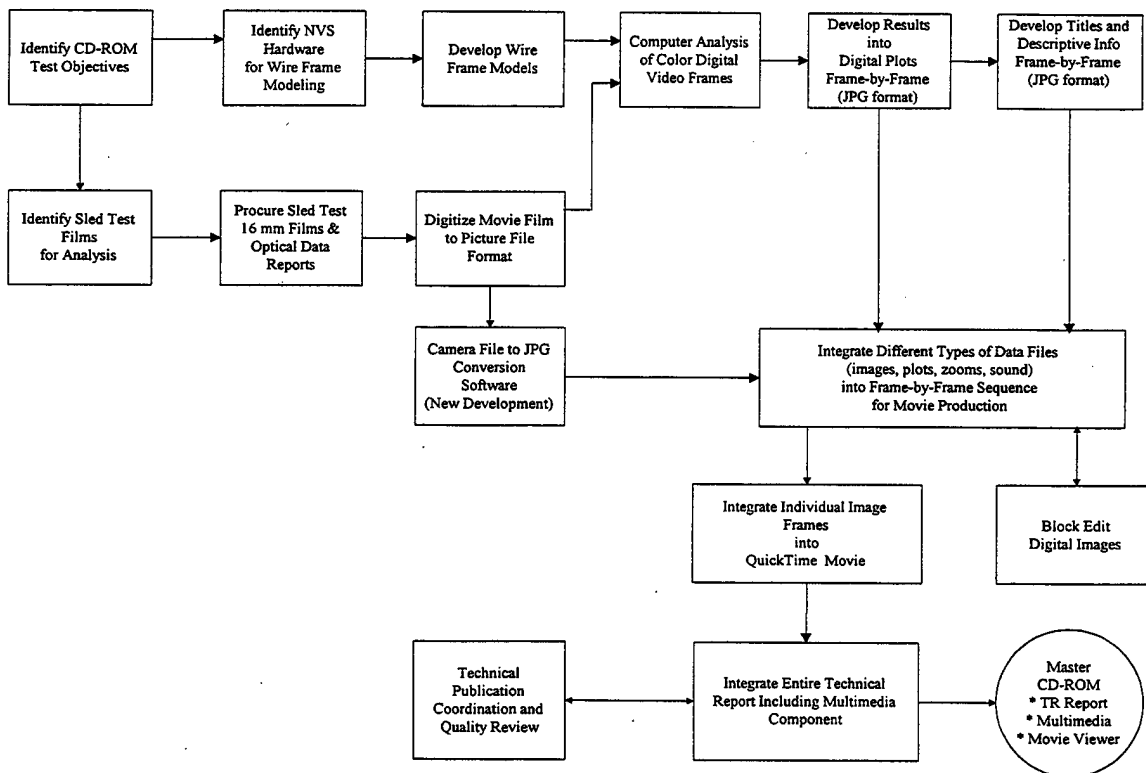 Identify CD-ROM
Test Objectives
Identify NVS
Hardware
for Wire Frame
Modeling
Develop Wire
Frame Models
Computer Analysis
of Color Digital
Video Frames
Develop Results
into
Digital Plots
Frame-by-Frame
(JPG format)
Develop Titles and
Descriptive Info
Frame-by-Frame
(JPG format)
Identify Sled Test
Films
for Analysis
Procure Sled Test
16 mm Films &
Optical Data
Reports
Digitize Movie Film
to Picture File
Format
Camera File to JPG
Conversion
Software
(New Development)
Integrate Different Types of Data Files
(images, plots, zooms, sound)
into Frame-by-Frame Sequence
for Movie Production
Integrate Individual Image
Frames
into
QuickTime Movie
Block Edit
Digital Images
Technical
Publication
Coordination and
Quality Review
Integrate Entire Technical
Report Including Multimedia
Component
Master
CD-ROM
* TR Report
* Multimedia
* Movie Viewer